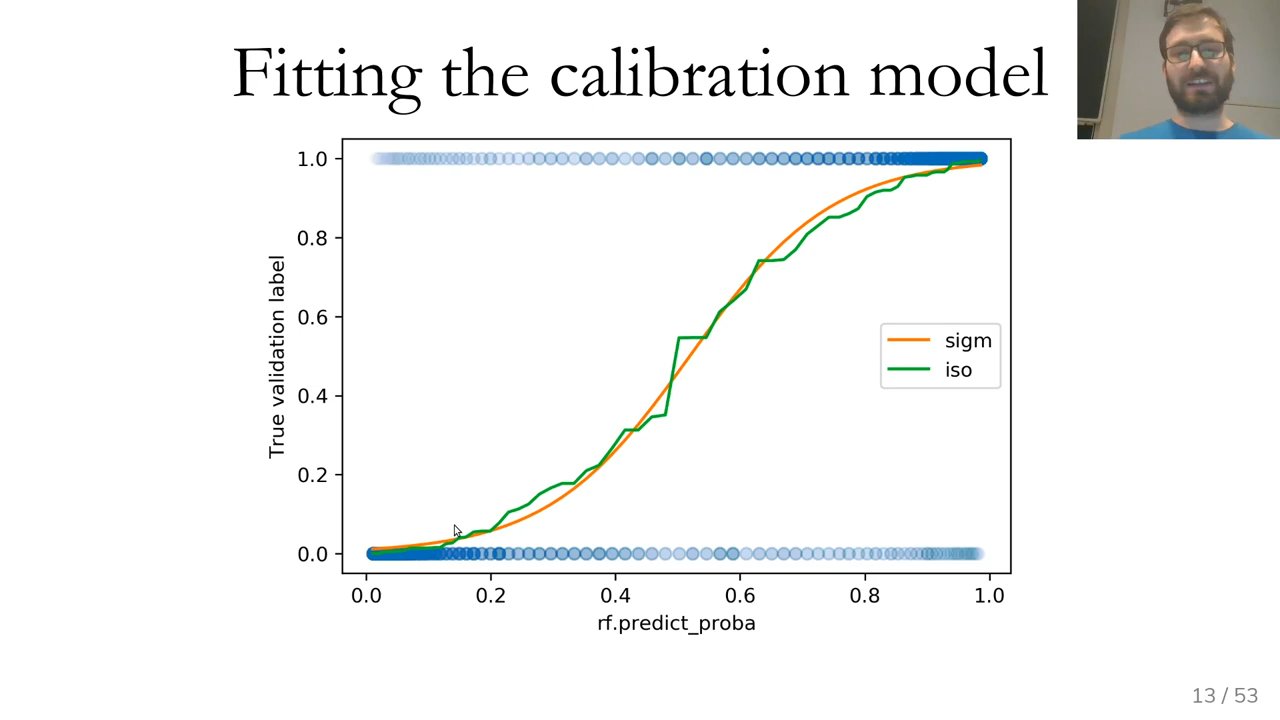 Fitting the calibration model
1.0
0.8
0.6
0.4
0.2
0.0
True validation label
sigm
iso
0.0 0.2 0.4 0.6 0.8 1.0
rf.predict_proba
13 / 53